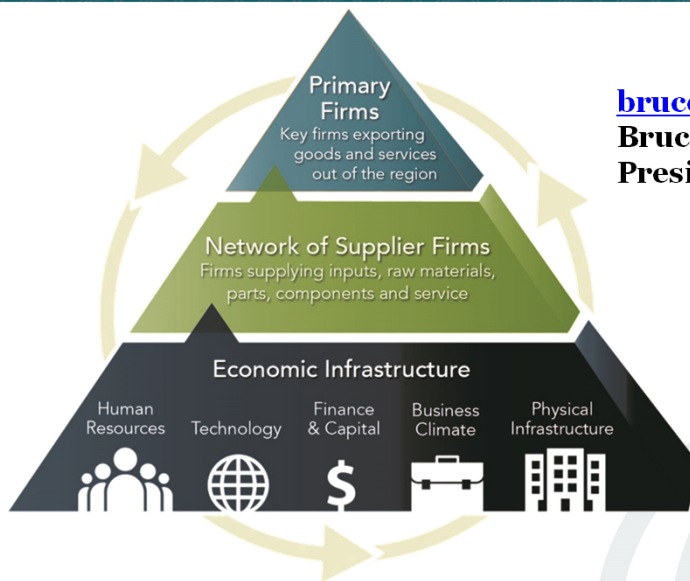 Primary
Firms
Key firms exporting
goods and services
out of the region
Network of Supplier Firms
Firms supplying inputs, raw materials,
parts, components and service
Economic Infrastructure
Human
Resources
Technology
Finance
& Capital
Business
Climate
Physical
Infrastructure
$